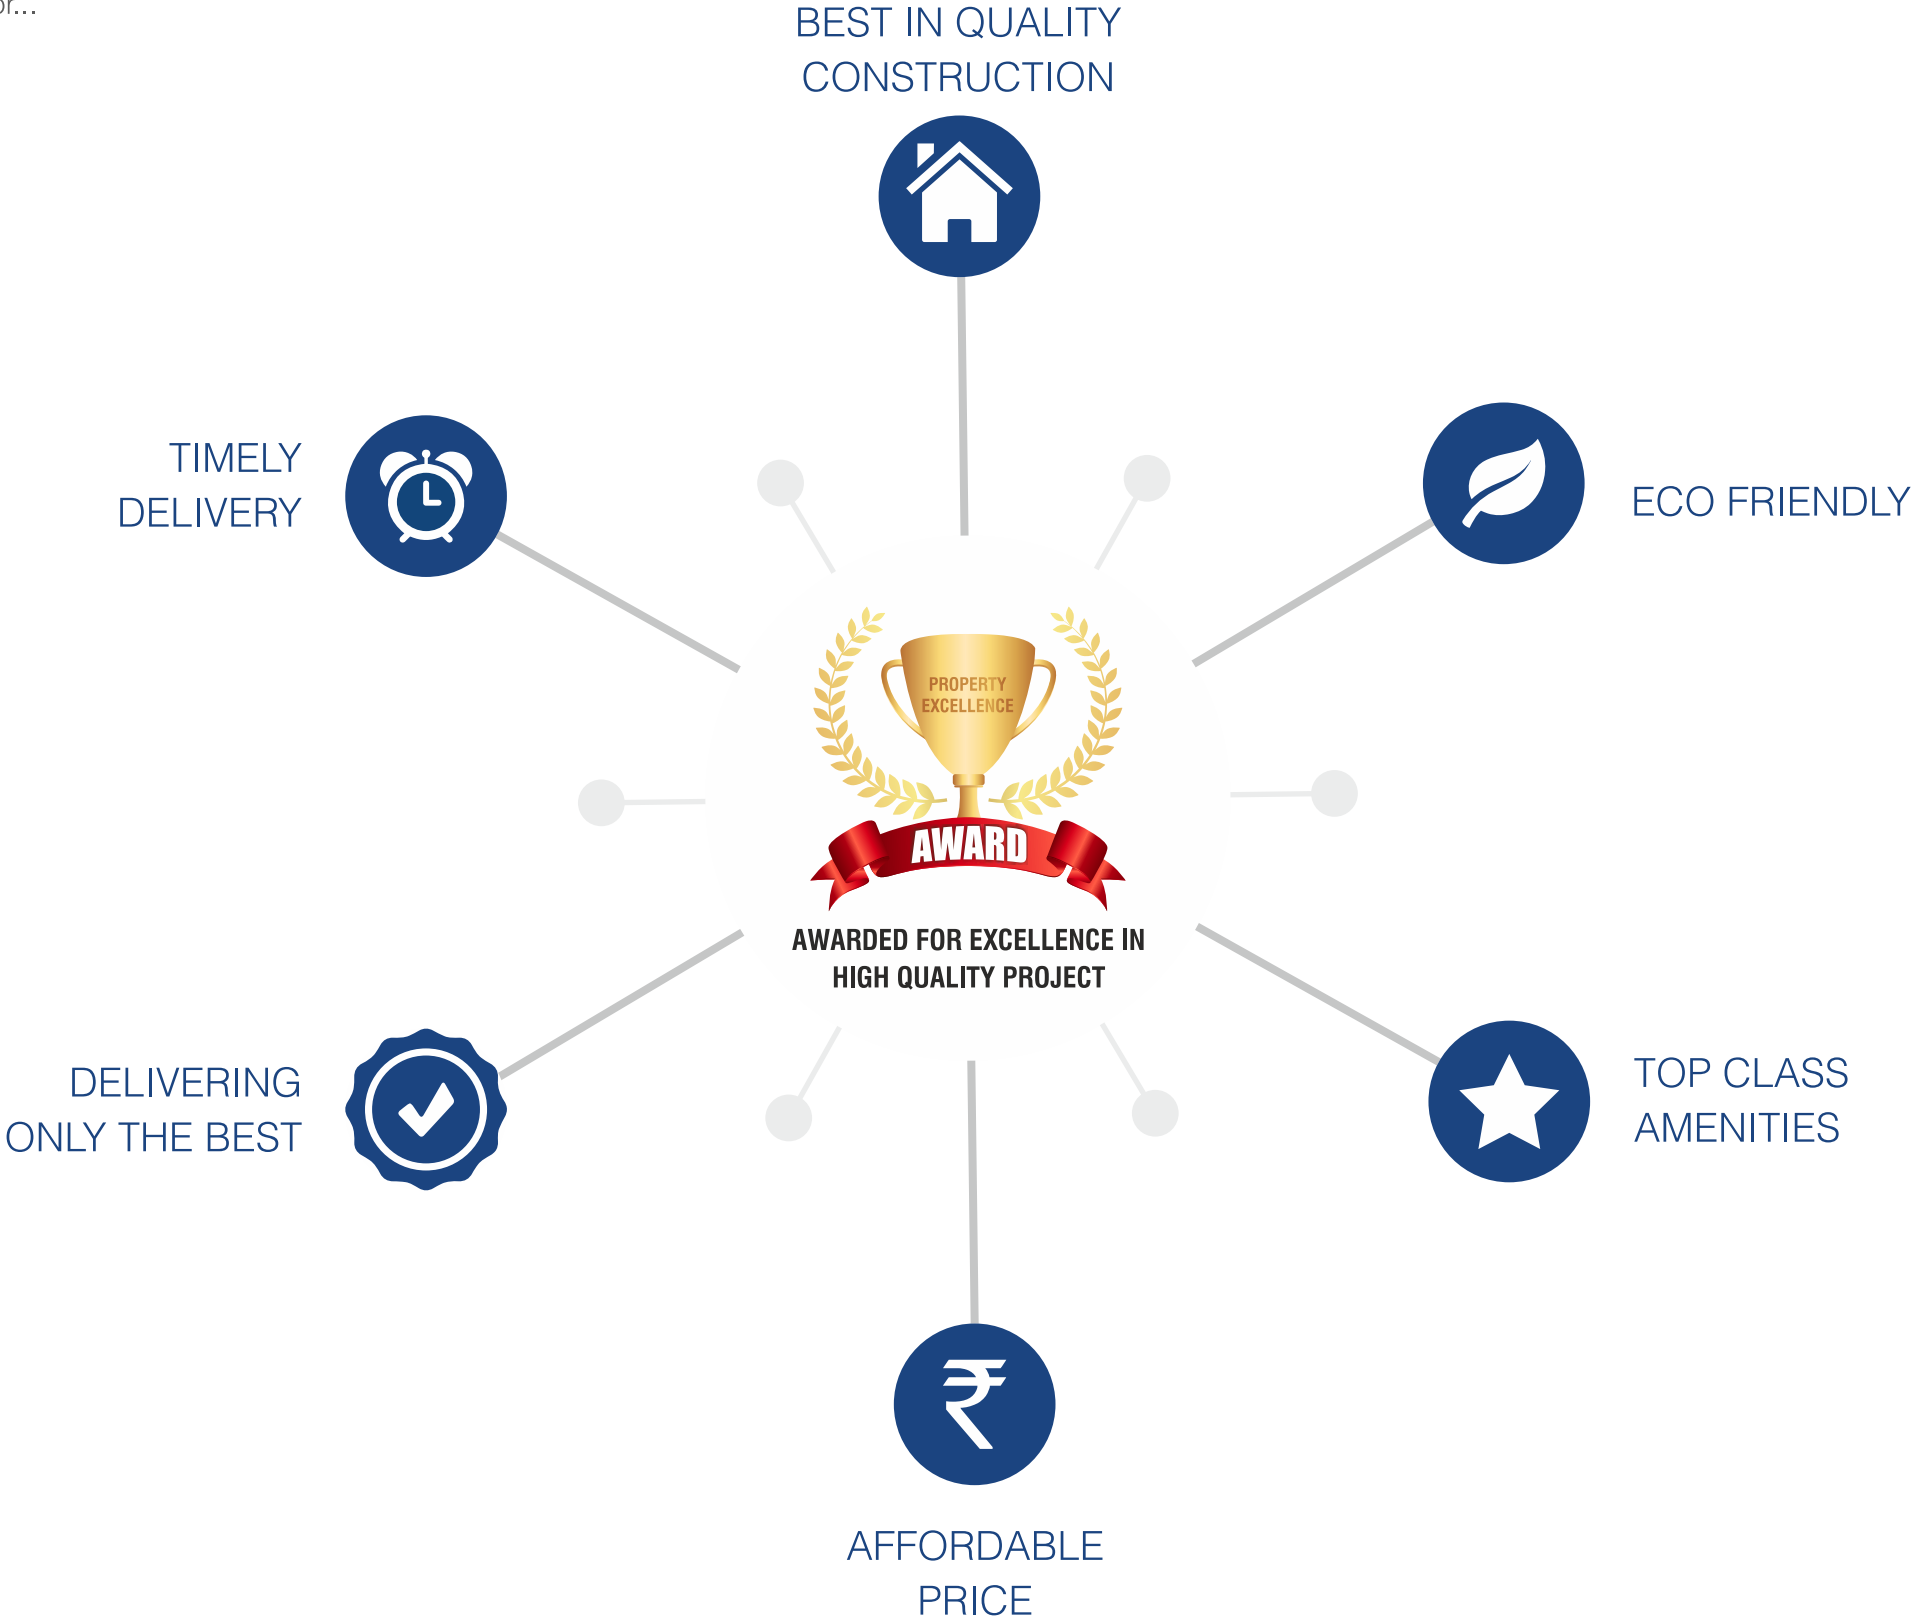 or...
BEST IN QUALITY
CONSTRUCTION
TIMELY
DELIVERY
ECO FRIENDLY
PROPERTY
EXCELLENCE
AWARD
AWARDED FOR EXCELLENCE IN
HIGH QUALITY PROJECT
DELIVERING
ONLY THE BEST
TOP CLASS
AMENITIES
₹
AFFORDABLE
PRICE